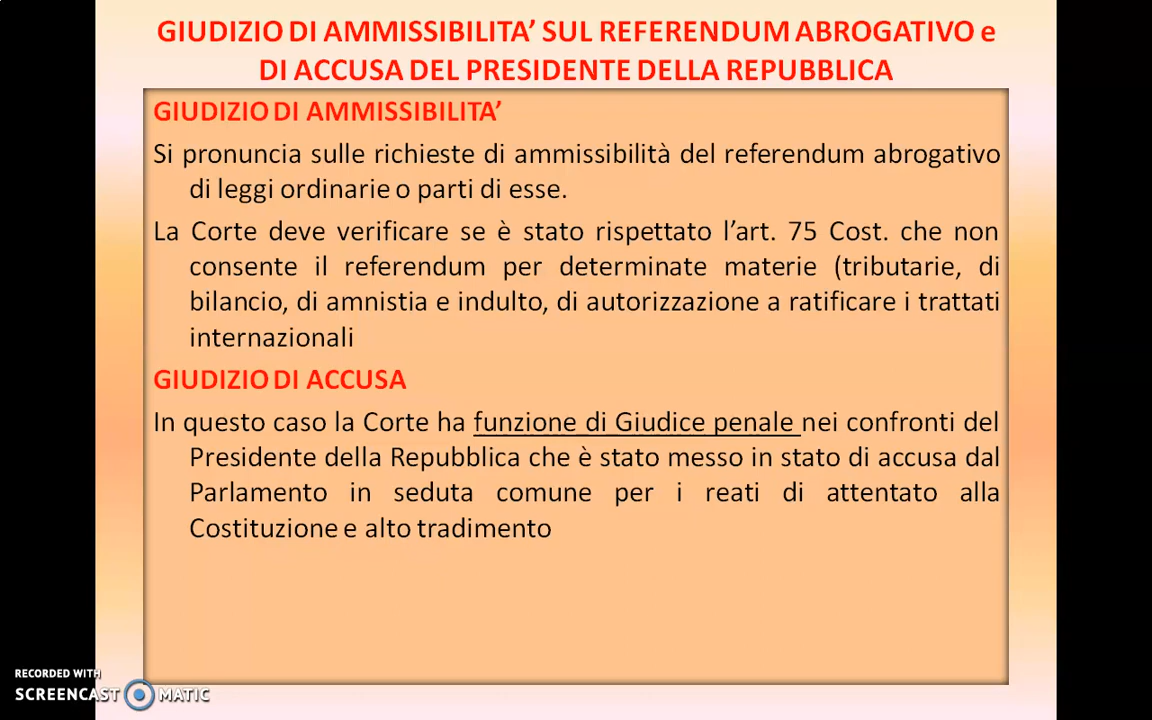 GIUDIZIO DI AMMISSIBILITA’ SUL REFERENDUM ABROGATIVO e
DI ACCUSA DEL PRESIDENTE DELLA REPUBBLICA
GIUDIZIO DI AMMISSIBILITA’
Si pronuncia sulle richieste di ammissibilità del referendum abrogativo
di leggi ordinarie o parti di esse.
La Corte deve verificare se è stato rispettato l’art. 75 Cost. che non
consente il referendum per determinate materie (tributarie, di
bilancio, di amnistia e indulto, di autorizzazione a ratificare i trattati
internazionali
GIUDIZIO DI ACCUSA
In questo caso la Corte ha funzione di Giudice penale nei confronti del
Presidente della Repubblica che è stato messo in stato di accusa dal
Parlamento in seduta comune per i reati di attentato alla
Costituzione e alto tradimento
RECORDED WITH
SCREENCAST MATIC